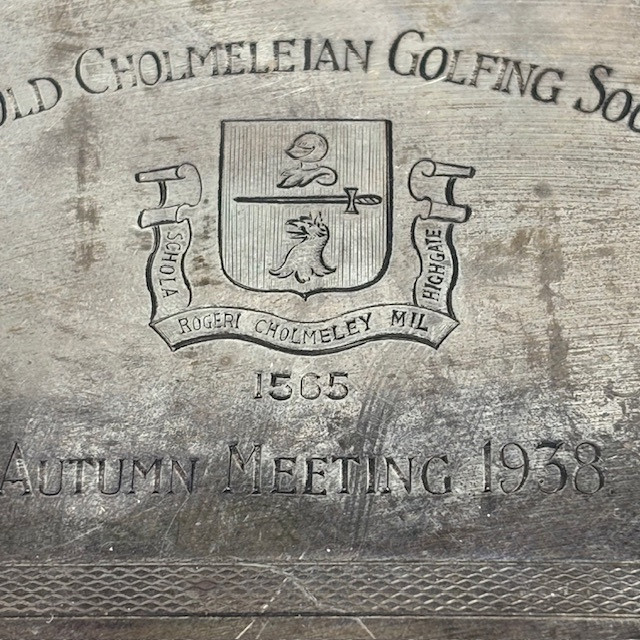 OLD CHOLMELEIAN GOLFING SOC
SCHOLA
ROGERI CHOLMELEY MIL
HIGHGATE
1565
AUTUMN MEETING 1938